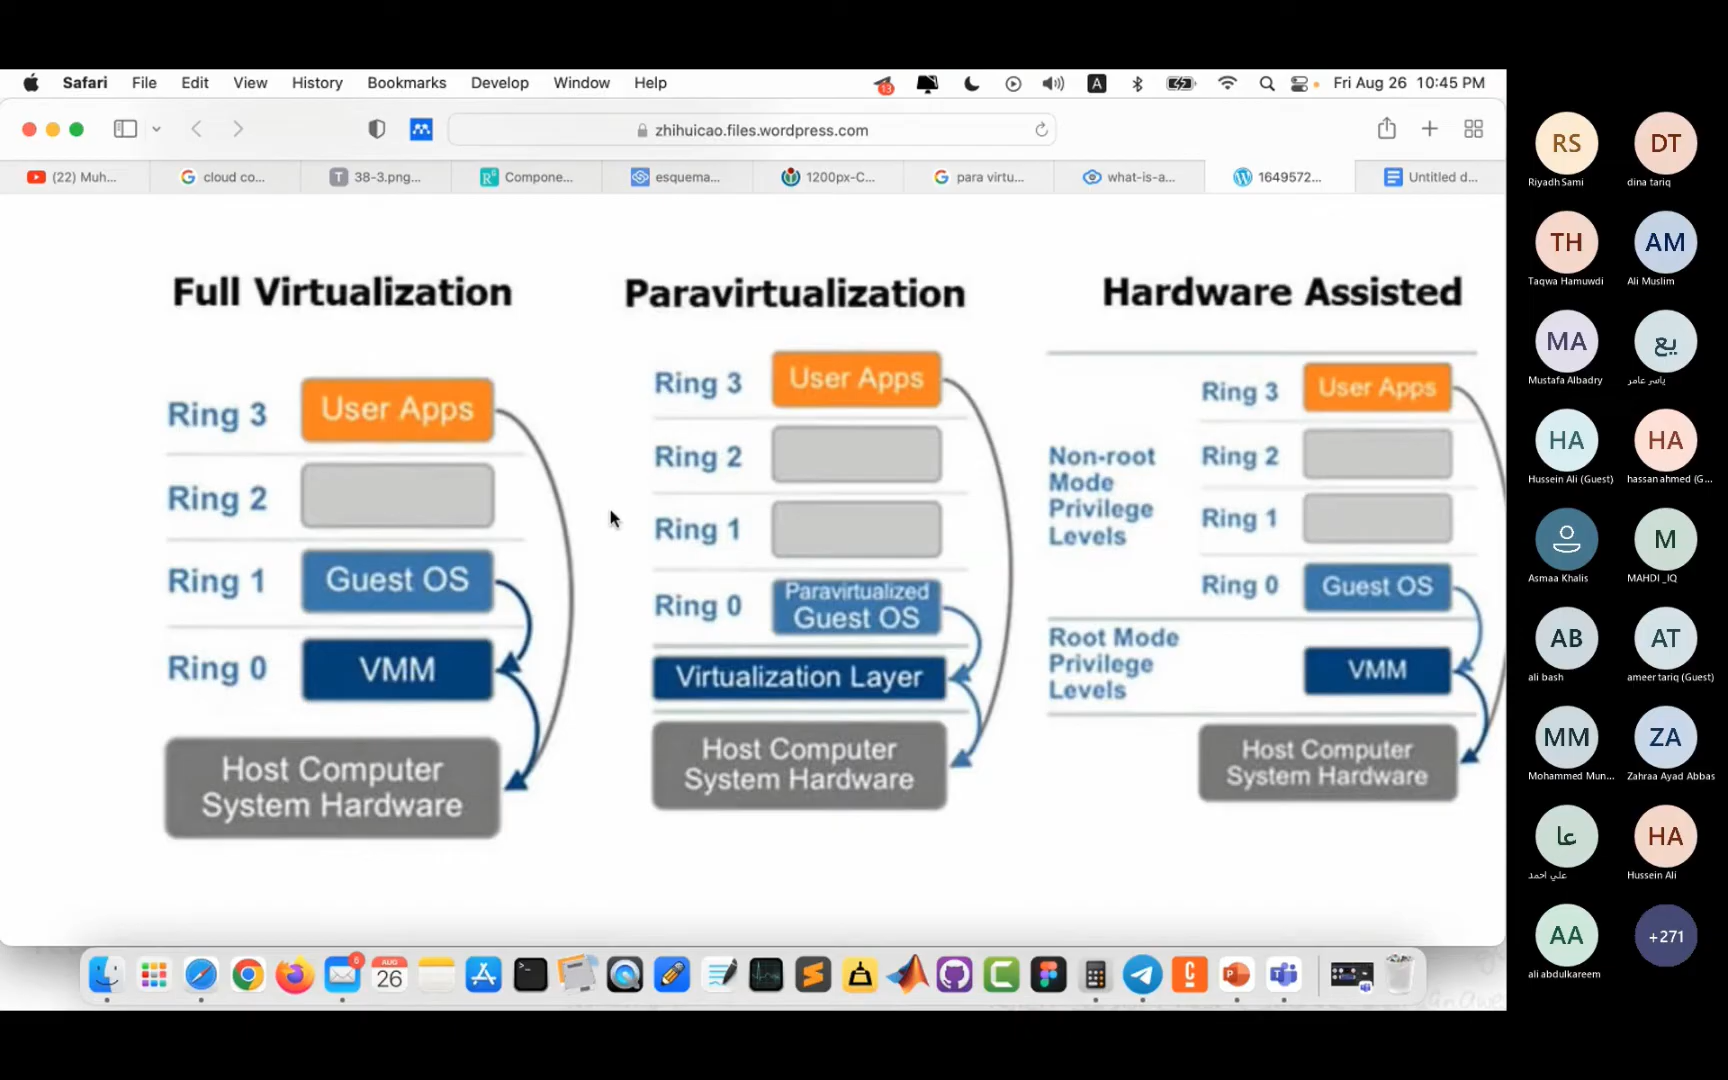 Safari File Edit View History Bookmarks Develop Window Help
13
A
Fri Aug 26 10:45 PM
zhihuicao.files.wordpress.com
(22) Muh...
cloud co...
T
38-3.png...
Compone...
esquema...
1200px-C...
para virtu...
what-is-a...
1649572...
Untitled d...
Full Virtualization
Ring 3 User Apps
Ring 2
Ring 1 Guest OS
Ring 0 VMM
Host Computer
System Hardware
Paravirtualization
Ring 3 User Apps
Ring 2
Ring 1
Ring 0 Paravirtualized
Guest OS
Virtualization Layer
Host Computer
System Hardware
Hardware Assisted
Non-root
Mode
Privilege
Levels
Ring 3 User Apps
Ring 2
Ring 1
Ring 0 Guest OS
Root Mode
Privilege
Levels
VMM
Host Computer
System Hardware
6
AUG
26
RS
Riyadh Sami
DT
dina tariq
TH
Taqwa Hamuwdi
AM
Ali Muslim
MA
Mustafa Albadry
يع
ياسر عامر
HA
Hussein Ali (Guest)
HA
hassan ahmed (G...
Asmaa Khalis
M
MAHDI _IQ
AB
ali bash
AT
ameer tariq (Guest)
MM
Mohammed Mun...
ZA
Zahraa Ayad Abbas
عا
علي احمد
HA
Hussein Ali
AA
ali abdulkareem
+271